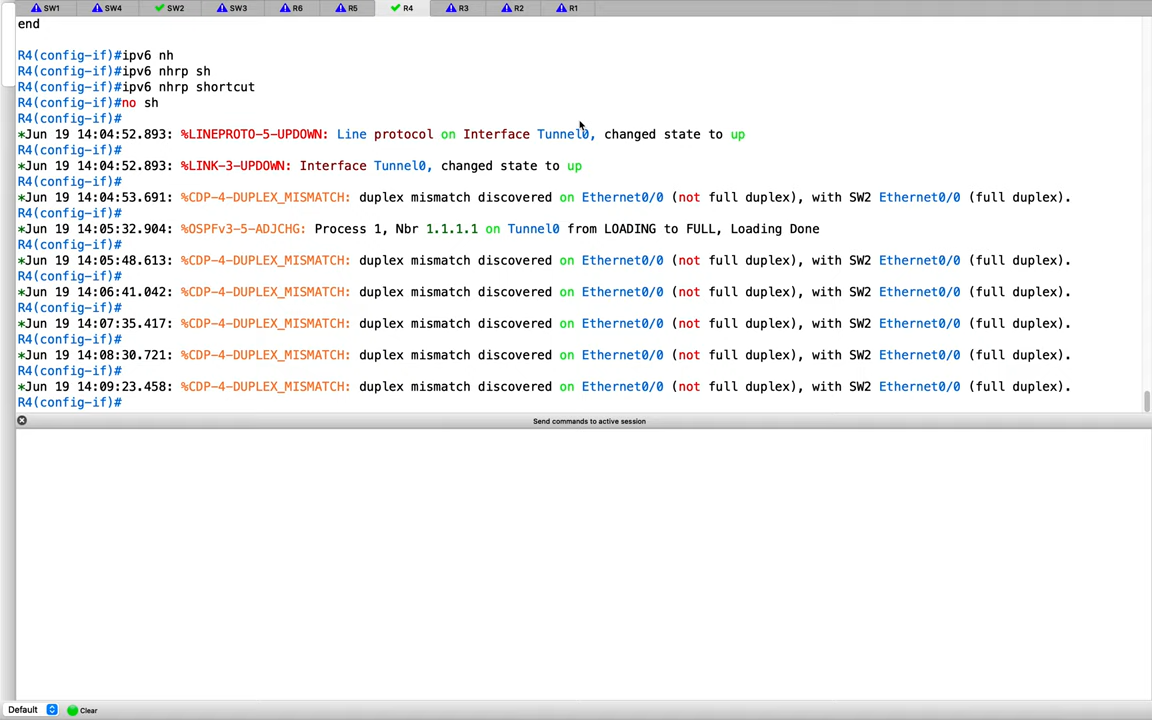 SW1 SW4 SW2 SW3 R6 R5 R4 R3 R2 R1
end
R4(config-if)#ipv6 nh
R4(config-if)#ipv6 nhrp sh
R4(config-if)#ipv6 nhrp shortcut
R4(config-if)#no sh
R4(config-if)#
*Jun 19 14:04:52.893: %LINEPROTO-5-UPDOWN: Line protocol on Interface Tunnel0, changed state to up
R4(config-if)#
*Jun 19 14:04:52.893: %LINK-3-UPDOWN: Interface Tunnel0, changed state to up
R4(config-if)#
*Jun 19 14:04:53.691: %CDP-4-DUPLEX_MISMATCH: duplex mismatch discovered on Ethernet0/0 (not full duplex), with SW2 Ethernet0/0 (full duplex).
R4(config-if)#
*Jun 19 14:05:32.904: %OSPFv3-5-ADJCHG: Process 1, Nbr 1.1.1.1 on Tunnel0 from LOADING to FULL, Loading Done
R4(config-if)#
*Jun 19 14:05:48.613: %CDP-4-DUPLEX_MISMATCH: duplex mismatch discovered on Ethernet0/0 (not full duplex), with SW2 Ethernet0/0 (full duplex).
R4(config-if)#
*Jun 19 14:06:41.042: %CDP-4-DUPLEX_MISMATCH: duplex mismatch discovered on Ethernet0/0 (not full duplex), with SW2 Ethernet0/0 (full duplex).
R4(config-if)#
*Jun 19 14:07:35.417: %CDP-4-DUPLEX_MISMATCH: duplex mismatch discovered on Ethernet0/0 (not full duplex), with SW2 Ethernet0/0 (full duplex).
R4(config-if)#
*Jun 19 14:08:30.721: %CDP-4-DUPLEX_MISMATCH: duplex mismatch discovered on Ethernet0/0 (not full duplex), with SW2 Ethernet0/0 (full duplex).
R4(config-if)#
*Jun 19 14:09:23.458: %CDP-4-DUPLEX_MISMATCH: duplex mismatch discovered on Ethernet0/0 (not full duplex), with SW2 Ethernet0/0 (full duplex).
R4(config-if)#
Send commands to active session
Default Clear